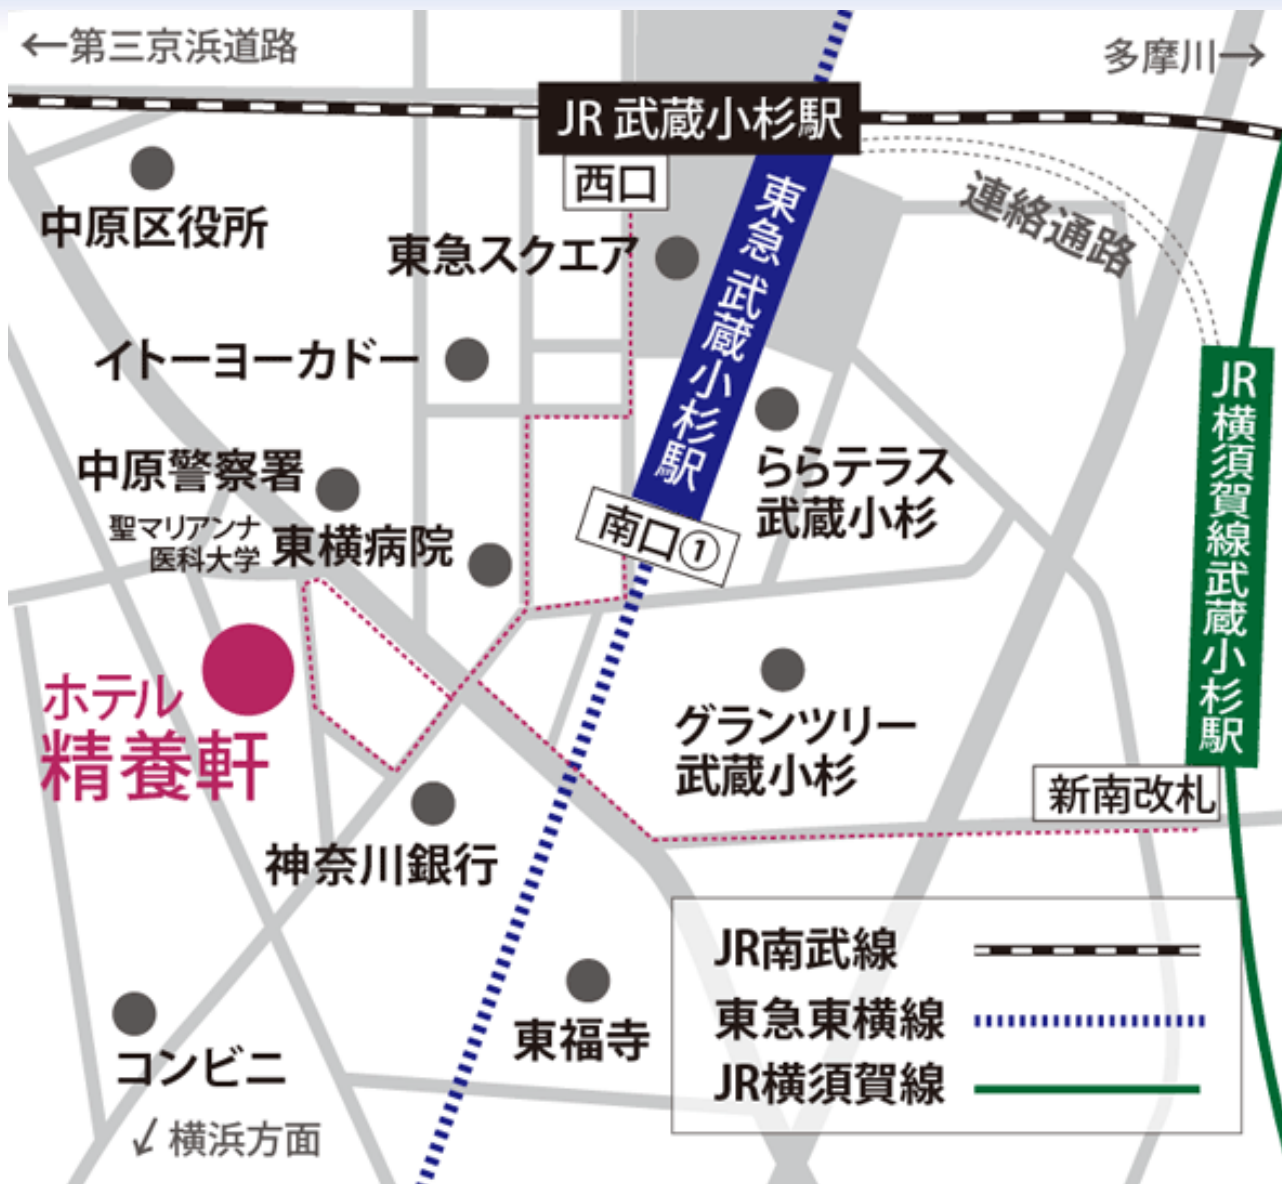 ←第三京浜道路
多摩川→
JR 武蔵小杉駅
西口
中原区役所
東急スクエア
東急 武蔵小杉駅
連絡通路
イトーヨーカドー
JR 横須賀線武蔵小杉駅
ららテラス
武蔵小杉
中原警察署
南口①
聖マリアンナ
医科大学
東横病院
ホテル
精養軒
グランツリー
武蔵小杉
新南改札
神奈川銀行
東福寺
コンビニ
↙ 横浜方面
JR南武線
東急東横線
JR横須賀線